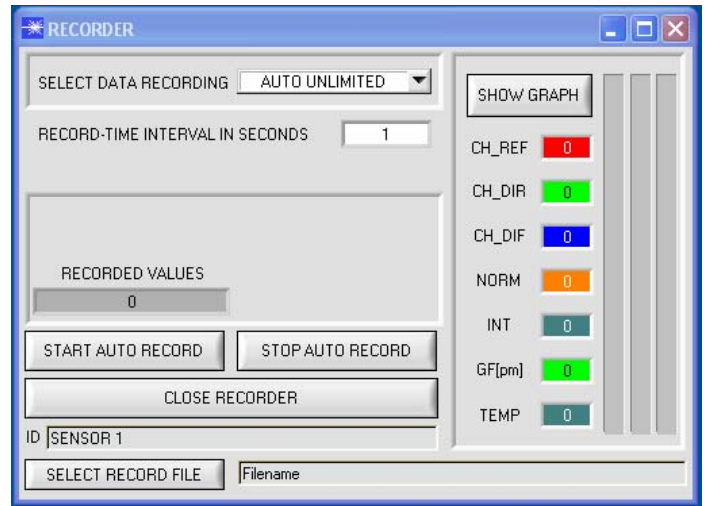 RECORDER
SELECT DATA RECORDING AUTO UNLIMITED
RECORD-TIME INTERVAL IN SECONDS 1
RECORDED VALUES
0
START AUTO RECORD STOP AUTO RECORD
CLOSE RECORDER
ID SENSOR 1
SELECT RECORD FILE Filename
SHOW GRAPH
CH_REF 0
CH_DIR 0
CH_DIF 0
NORM 0
INT 0
GF[pm] 0
TEMP 0